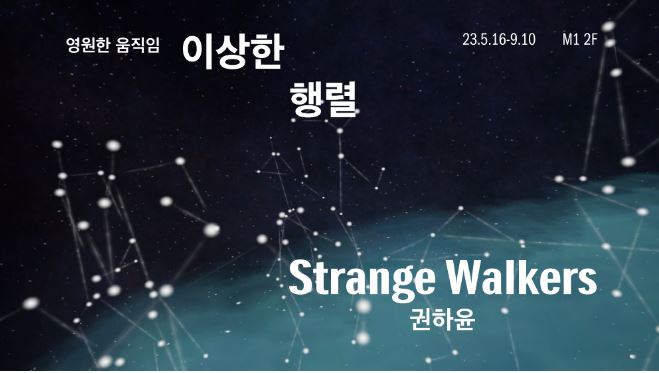 영원한 움직임
이상한
행렬
23.5.16-9.10 M1 2F
Strange Walkers
권하윤